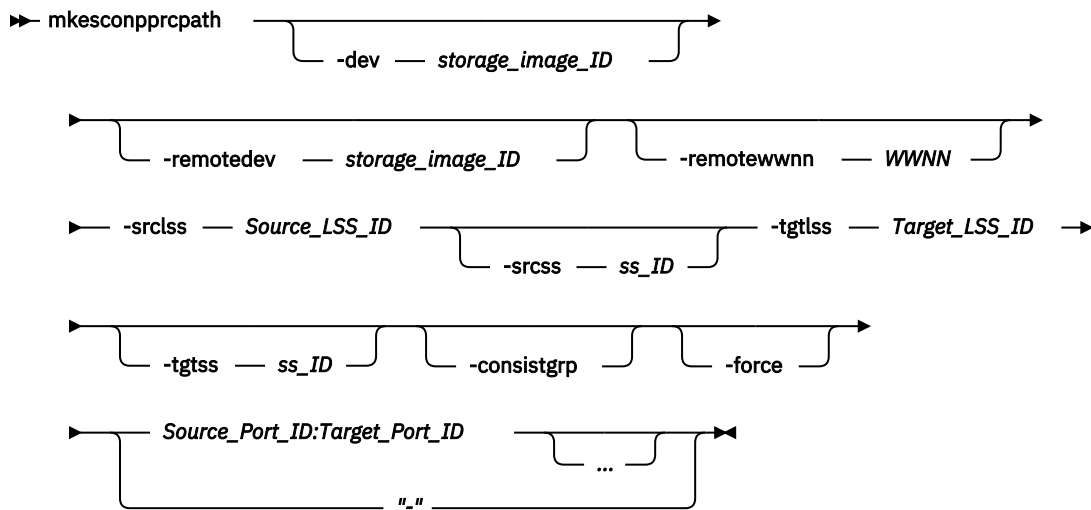 mkesconpprcpath
-dev storage_image_ID
-remotedev storage_image_ID -remotewwnn WWNN
-srclss Source_LSS_ID -tgtlss Target_LSS_ID
-srcss ss_ID
-tgtss ss_ID -consistgrp -force
Source_Port_ID:Target_Port_ID
...
"-"